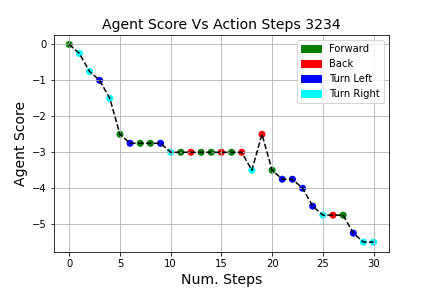 Agent Score Vs Action Steps 3234
Forward
Back
Turn Left
Turn Right
Agent Score
0
−1
−2
−3
−4
−5
0 5 10 15 20 25 30
Num. Steps